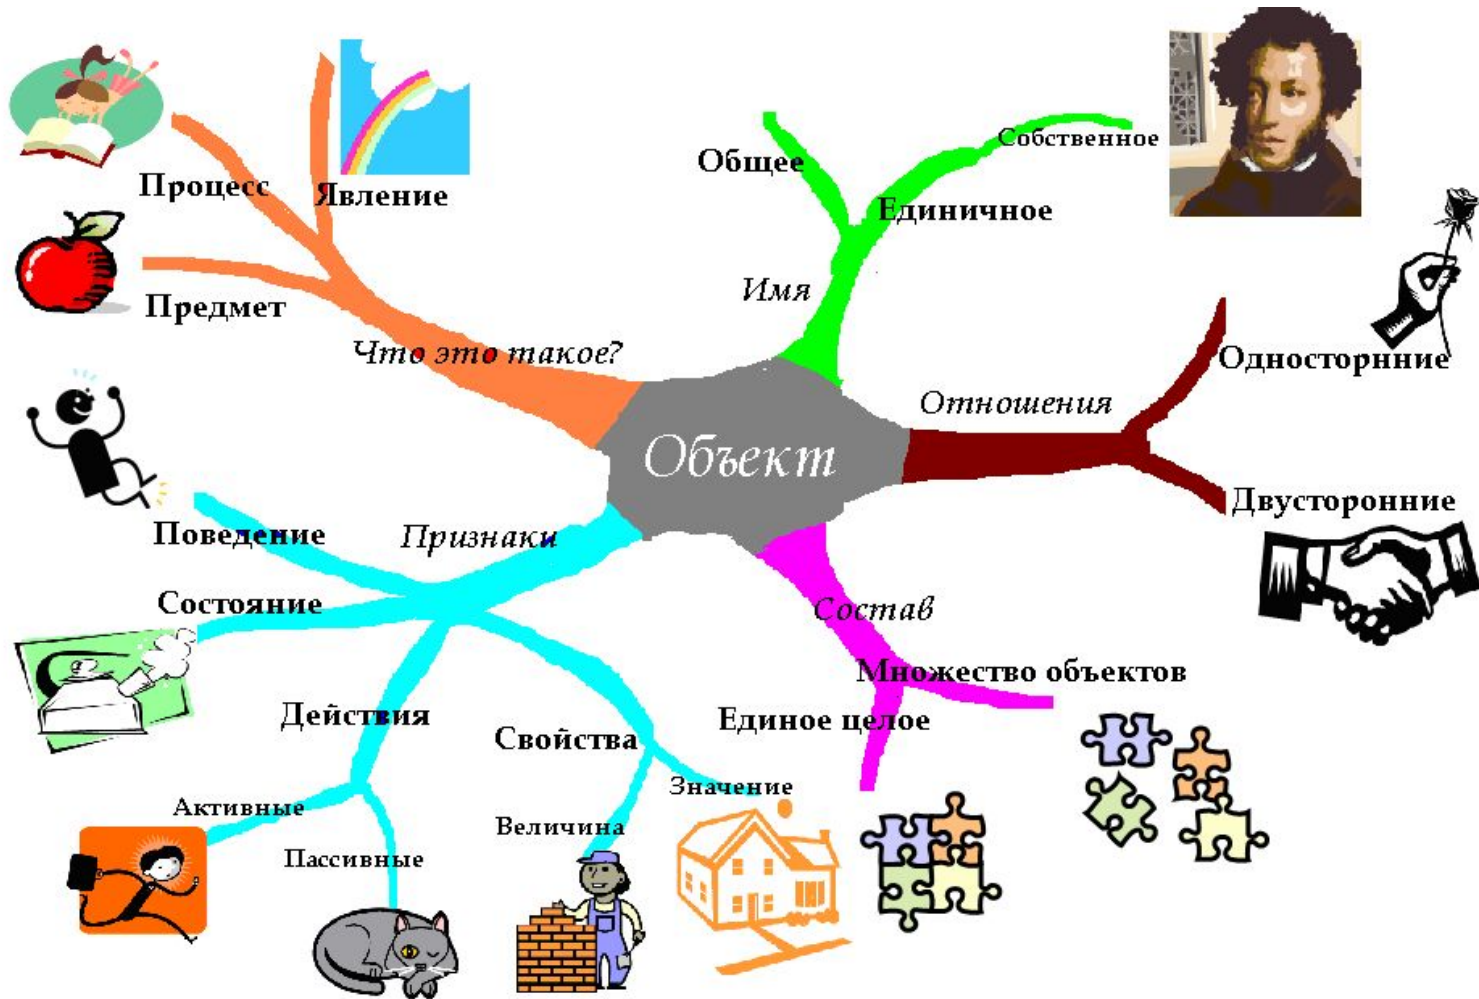 Процесс
Явление
Предмет
Что это такое?
Общее
Собственное
Единичное
Имя
Отношения
Односторнние
Двусторонние
Объект
Признаки
Поведение
Состояние
Действия
Активные
Пассивные
Свойства
Величина
Значение
Состав
Множество объектов
Единое целое